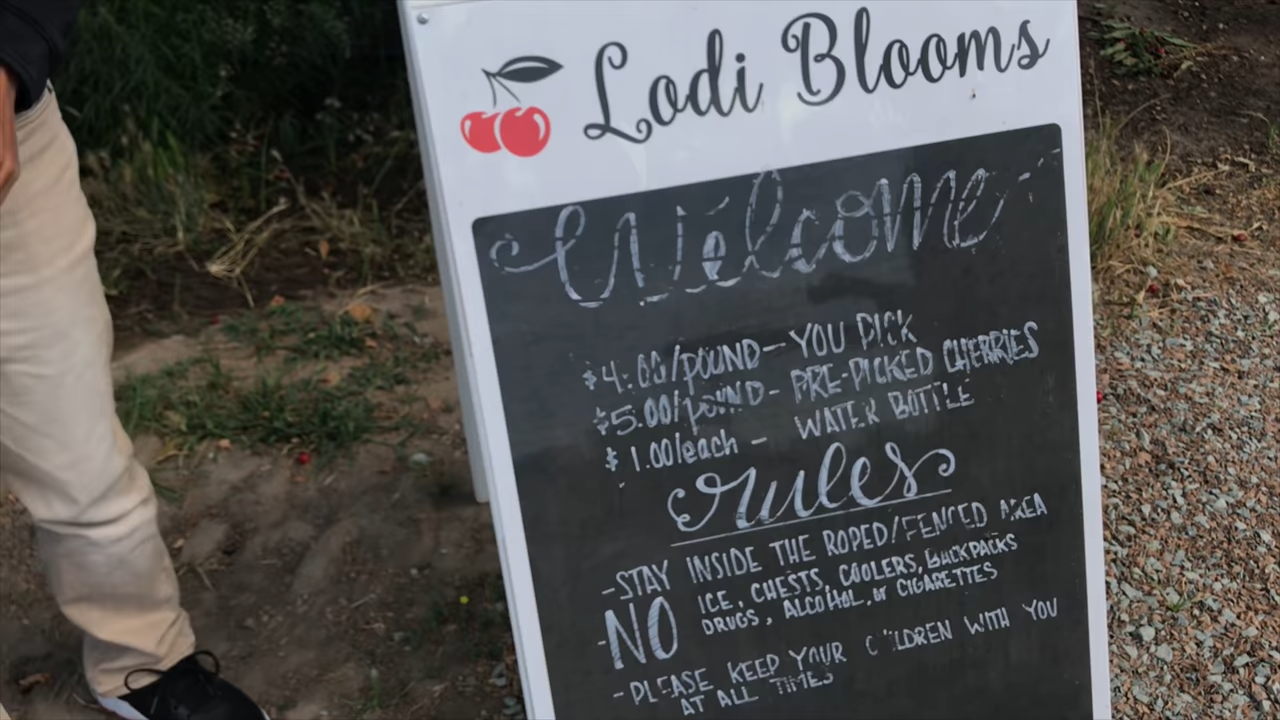 Lodi Blooms
Welcome
$4.00/POUND - YOU PICK
$5.00/POUND - PRE-PICKED CHERRIES
$1.00/each - WATER BOTTLE
rules
-STAY INSIDE THE ROPED/FENCED AREA
-NO ICE, CHESTS, COOLERS, BACKPACKS
DRUGS, ALCOHOL, or CIGARETTES
-PLEASE KEEP YOUR CHILDREN WITH YOU
AT ALL TIMES